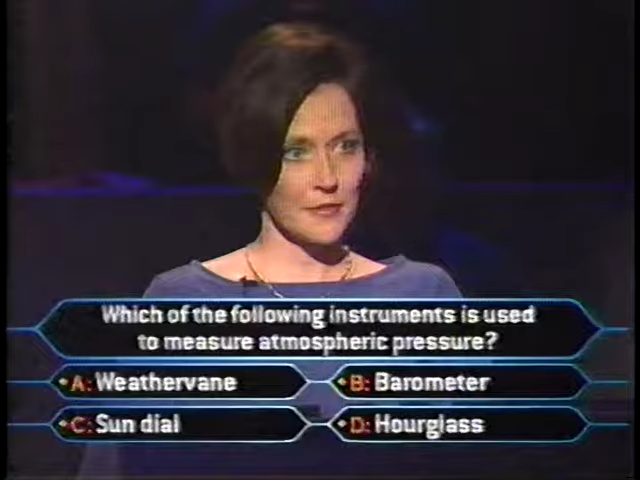 Which of the following instruments is used
to measure atmospheric pressure?
A: Weathervane
B: Barometer
C: Sun dial
D: Hourglass